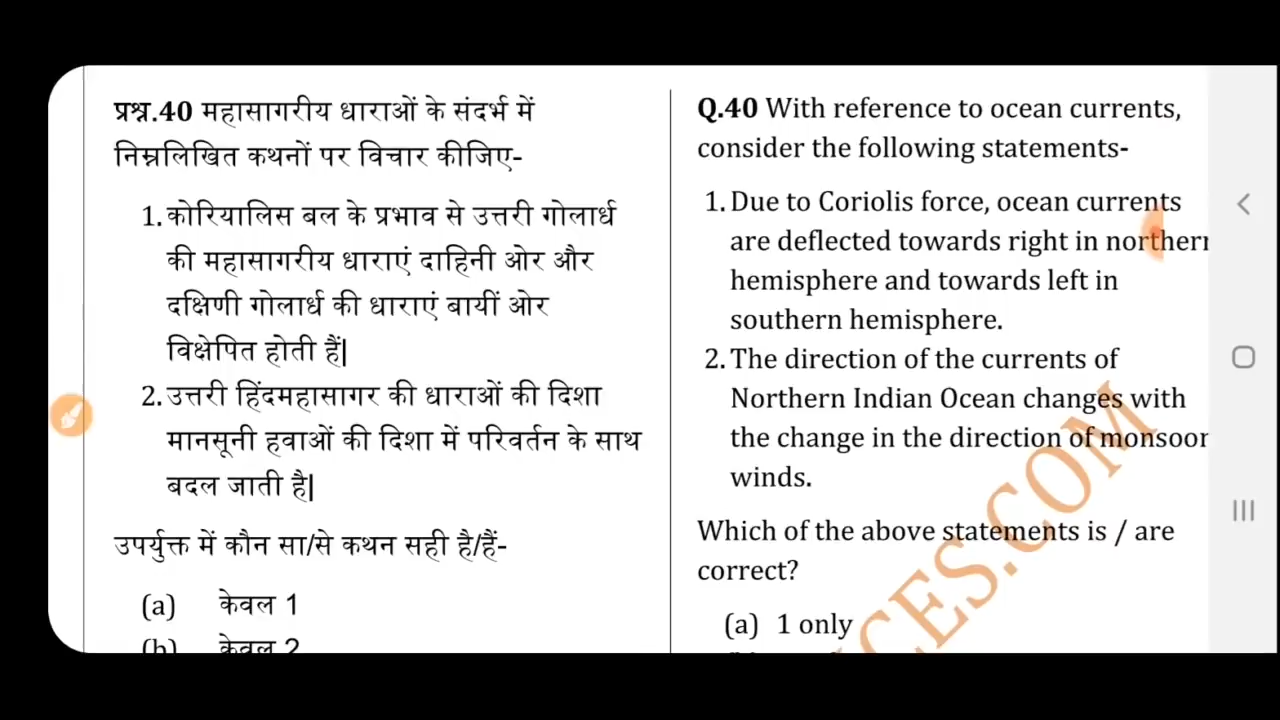 प्रश्न.40 महासागरीय धाराओं के संदर्भ में
निम्नलिखित कथनों पर विचार कीजिए-
1. कोरियालिस बल के प्रभाव से उत्तरी गोलार्ध
की महासागरीय धाराएं दाहिनी ओर और
दक्षिणी गोलार्ध की धाराएं बायीं ओर
विक्षेपित होती हैं|
2. उत्तरी हिंदमहासागर की धाराओं की दिशा
मानसूनी हवाओं की दिशा में परिवर्तन के साथ
बदल जाती है|
उपर्युक्त में कौन सा/से कथन सही है/हैं-
(a) केवल 1
(b) केवल 2
Q.40 With reference to ocean currents,
consider the following statements-
1. Due to Coriolis force, ocean currents
are deflected towards right in northern
hemisphere and towards left in
southern hemisphere.
2. The direction of the currents of
Northern Indian Ocean changes with
the change in the direction of monsoon
winds.
Which of the above statements is / are
correct?
(a) 1 only
CES.COM